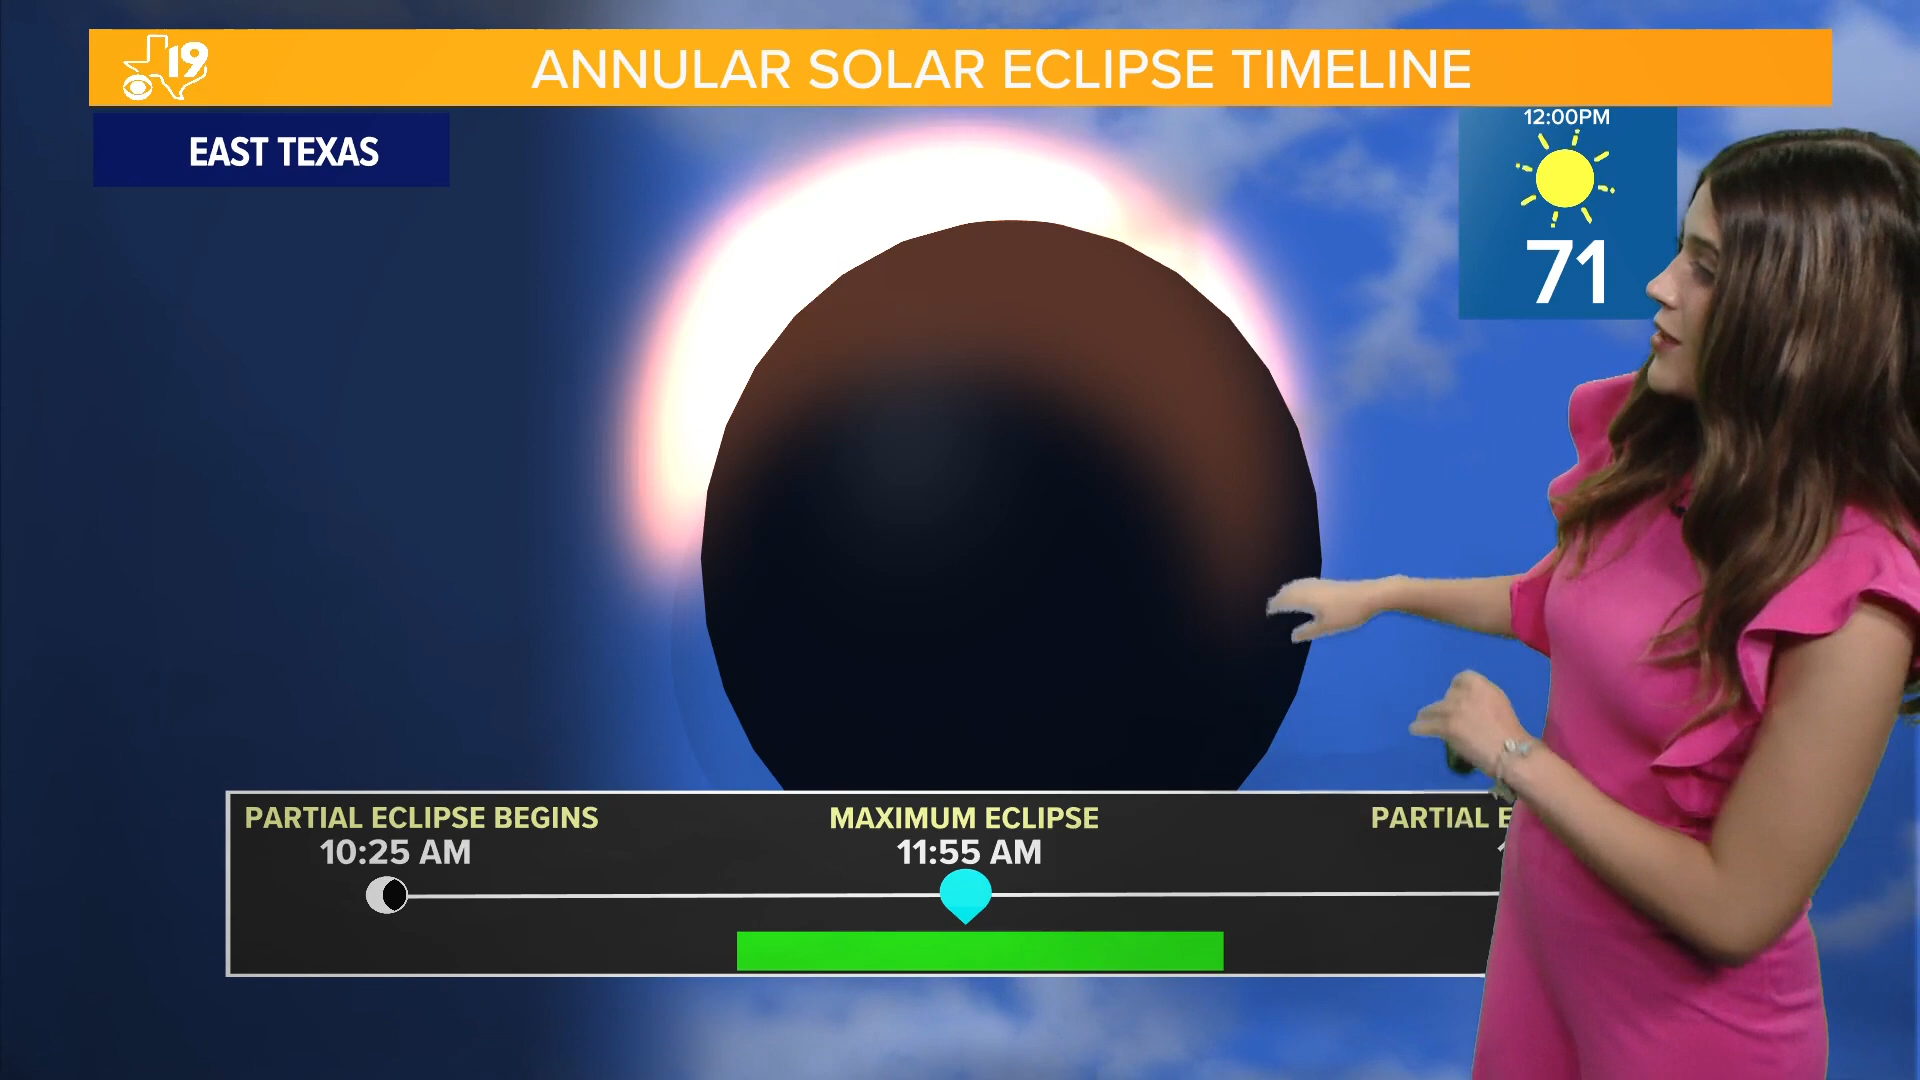 19
ANNULAR SOLAR ECLIPSE TIMELINE
EAST TEXAS
12:00PM
71
PARTIAL ECLIPSE BEGINS
10:25 AM
MAXIMUM ECLIPSE
11:55 AM
PARTIAL